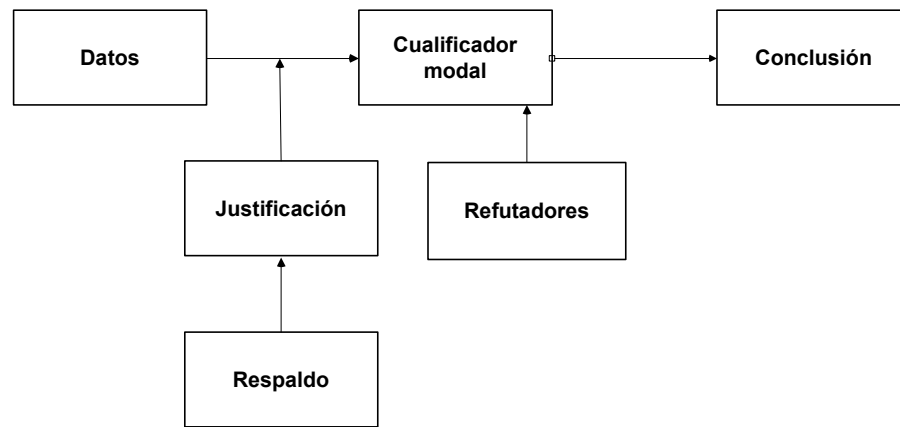 Datos
Cualificador
modal
Conclusión
Justificación
Refutadores
Respaldo